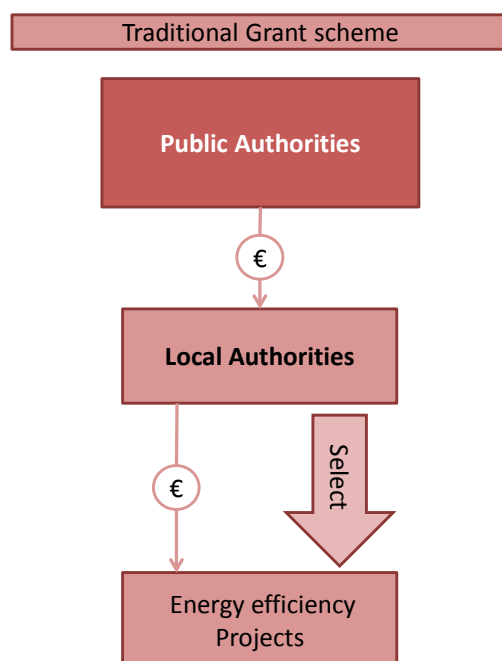 Traditional Grant scheme
Public Authorities
€
Local Authorities
€
Select
Energy efficiency
Projects